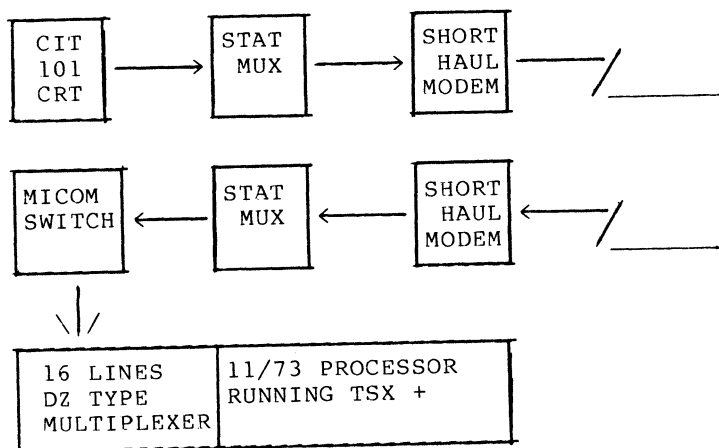 CIT
101
CRT
STAT
MUX
SHORT
HAUL
MODEM
MICOM
SWITCH
STAT
MUX
SHORT
HAUL
MODEM
16 LINES
DZ TYPE
MULTIPLEXER
11/73 PROCESSOR
RUNNING TSX +